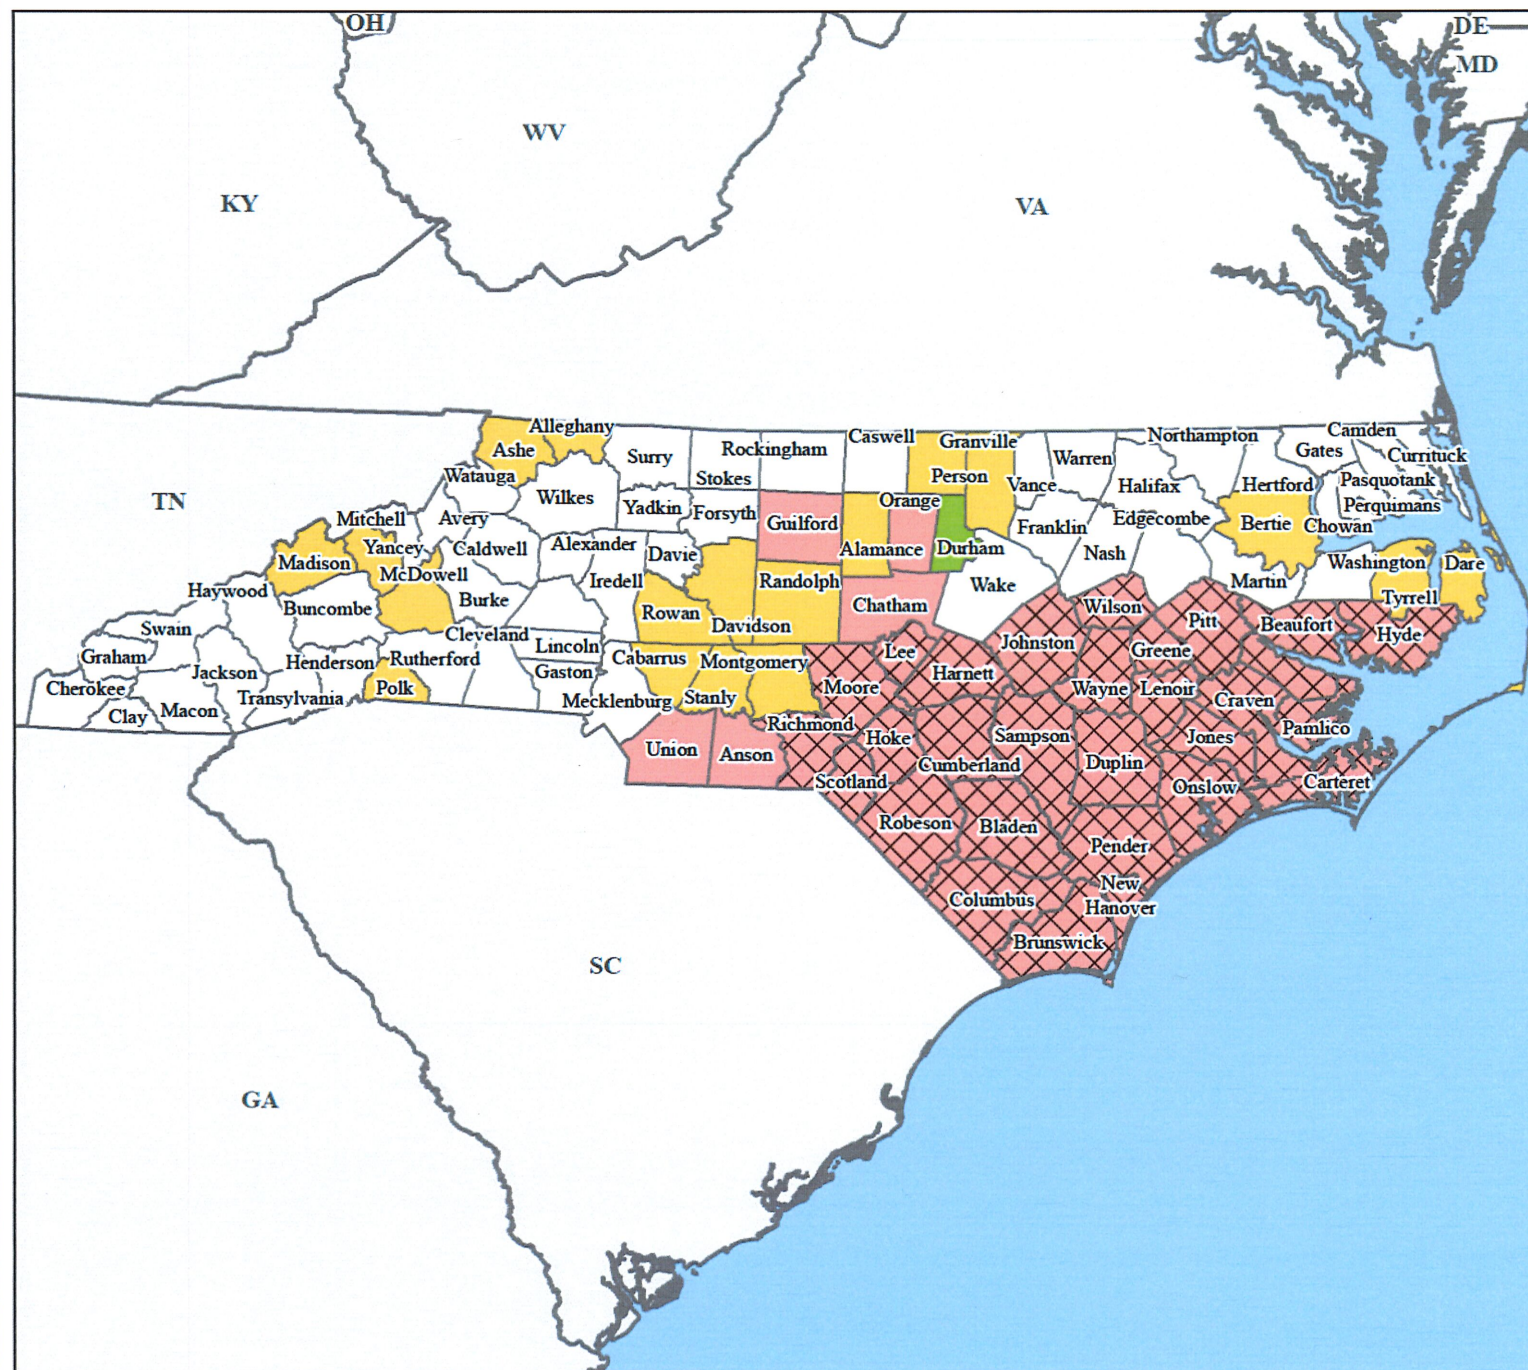 OH
DE
MD
WV
KY
VA
TN
Alleghany
Ashe
Surry
Rockingham
Stokes
Caswell
Granville
Person
Vance
Warren
Northampton
Gates
Camden
Currituck
Watauga
Wilkes
Yadkin
Forsyth
Guilford
Orange
Alamance
Durham
Franklin
Halifax
Hertford
Pasquotank
Perquimans
Chowan
Bertie
Edgecombe
Nash
Mitchell
Avery
Yancey
Caldwell
Alexander
Davie
Iredell
Madison
McDowell
Burke
Haywood
Buncombe
Swain
Graham
Cherokee
Clay
Macon
Jackson
Transylvania
Henderson
Polk
Rutherford
Cleveland
Lincoln
Gaston
Mecklenburg
Rowan
Davidson
Randolph
Chatham
Wake
Martin
Washington
Tyrrell
Dare
Cabarrus
Stanly
Montgomery
Moore
Lee
Harnett
Johnston
Wilson
Greene
Pitt
Beaufort
Hyde
Wayne
Lenoir
Craven
Pamlico
Jones
Carteret
Onslow
Duplin
Sampson
Cumberland
Hoke
Richmond
Scotland
Union
Anson
Robeson
Bladen
Pender
New
Hanover
Columbus
Brunswick
SC
GA